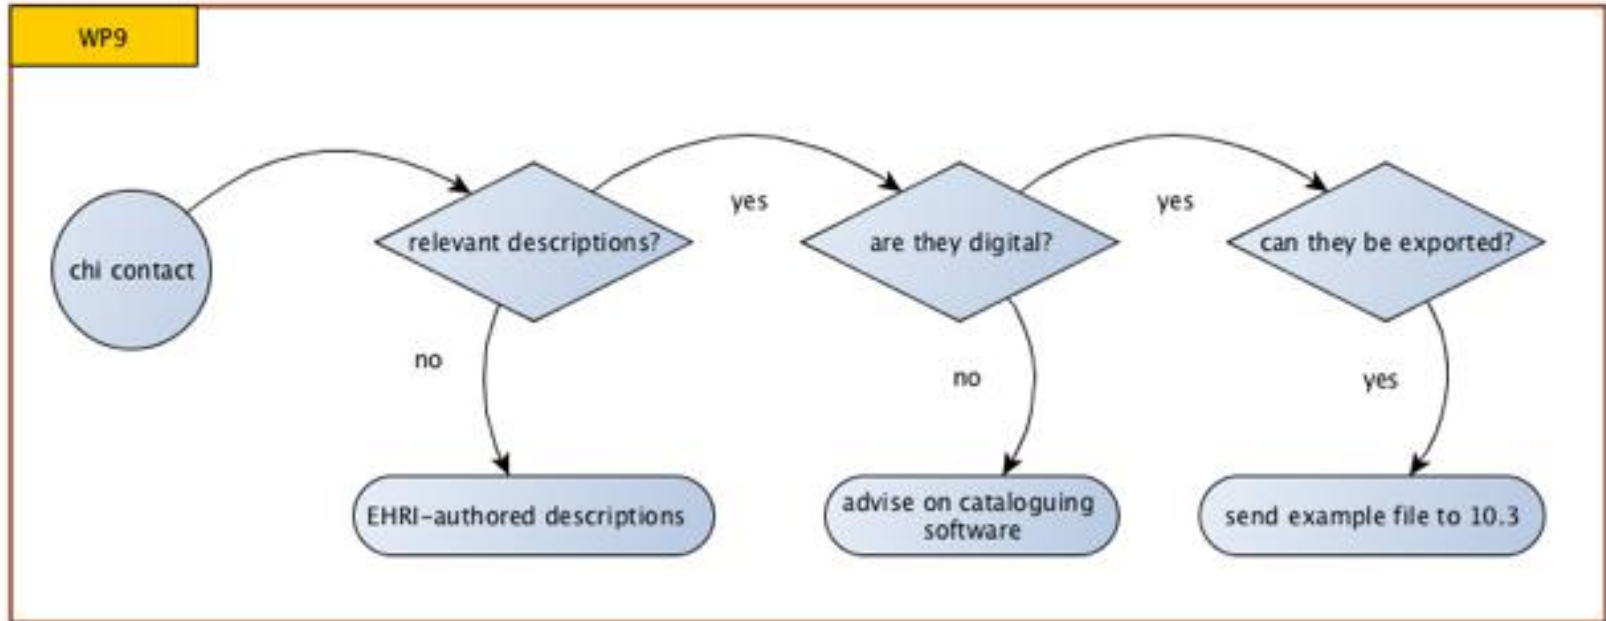 WP9
chi contact
relevant descriptions?
yes
are they digital?
yes
can they be exported?
no
no
yes
EHRI-authored descriptions
advise on cataloguing
software
send example file to 10.3